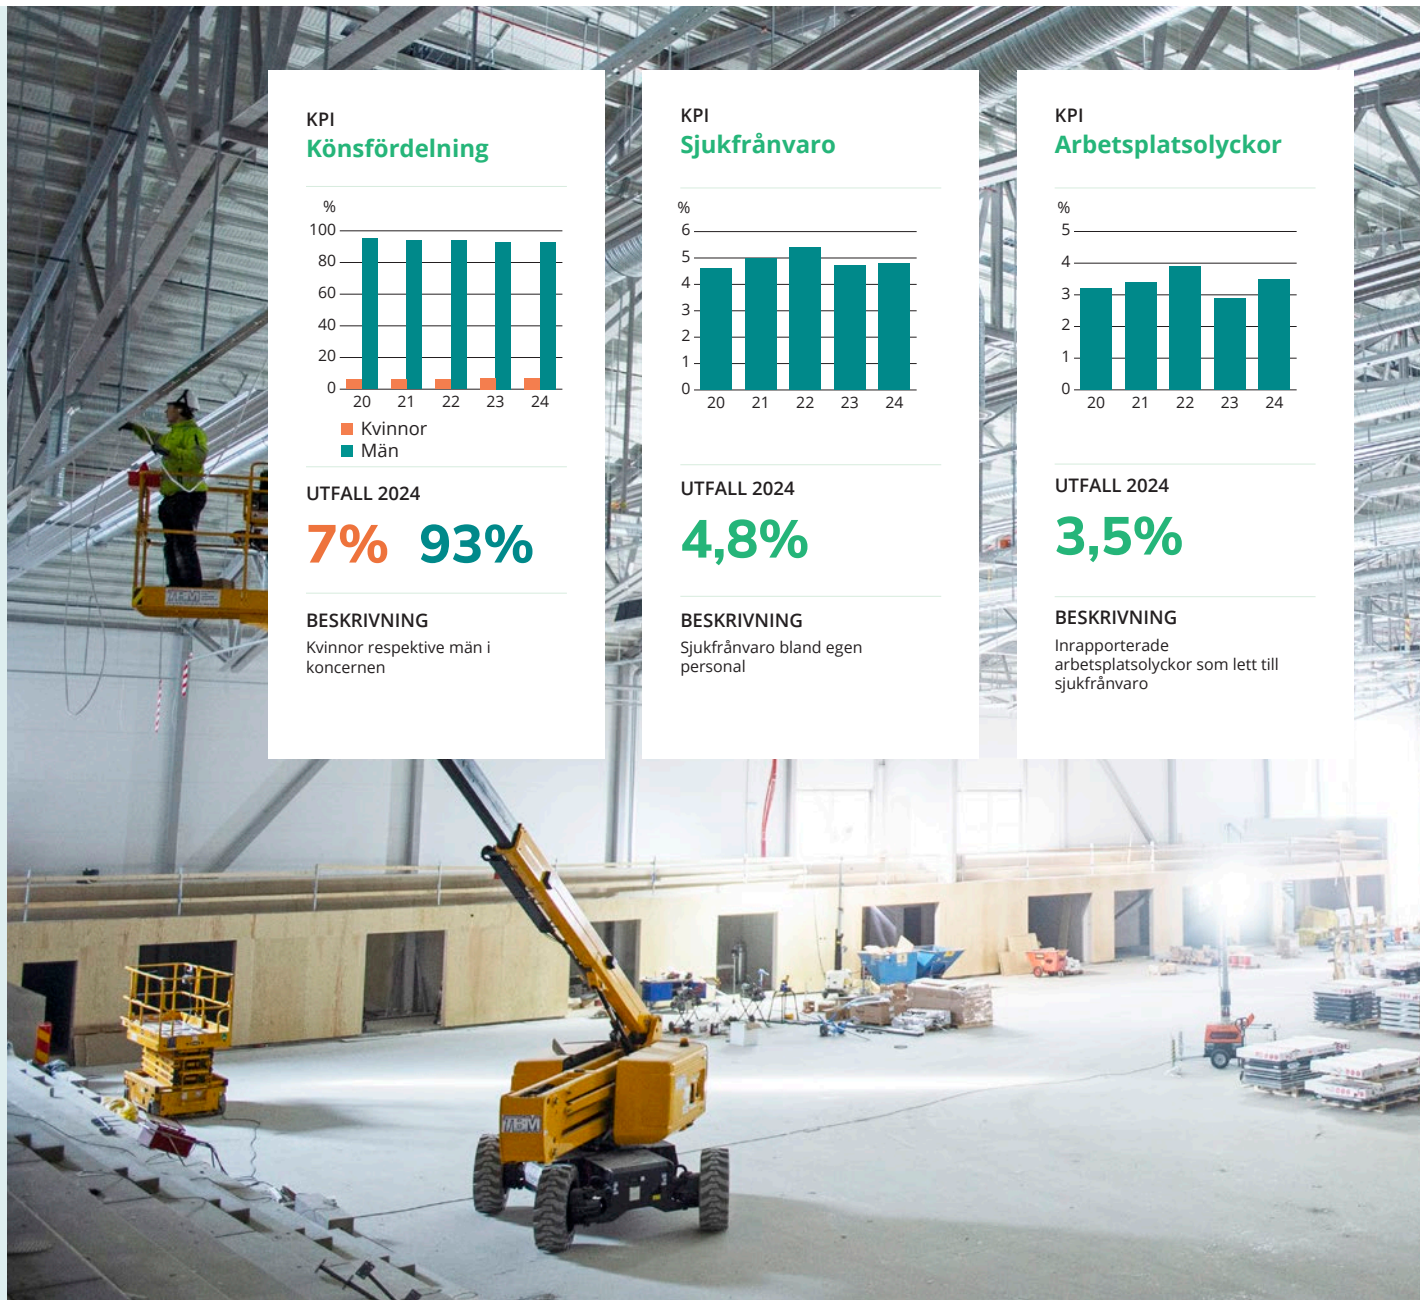 KPI
Könsfördelning
%
100
80
60
40
20
0
20 21 22 23 24
Kvinnor
Män
UTFALL 2024
7% 93%
BESKRIVNING
Kvinnor respektive män i
koncernen
KPI
Sjukfrånvaro
%
6
5
4
3
2
1
0
20 21 22 23 24
UTFALL 2024
4,8%
BESKRIVNING
Sjukfrånvaro bland egen
personal
KPI
Arbetsplatsolyckor
%
5
4
3
2
1
0
20 21 22 23 24
UTFALL 2024
3,5%
BESKRIVNING
Inrapporterade
arbetsplatsolyckor som lett till
sjukfrånvaro